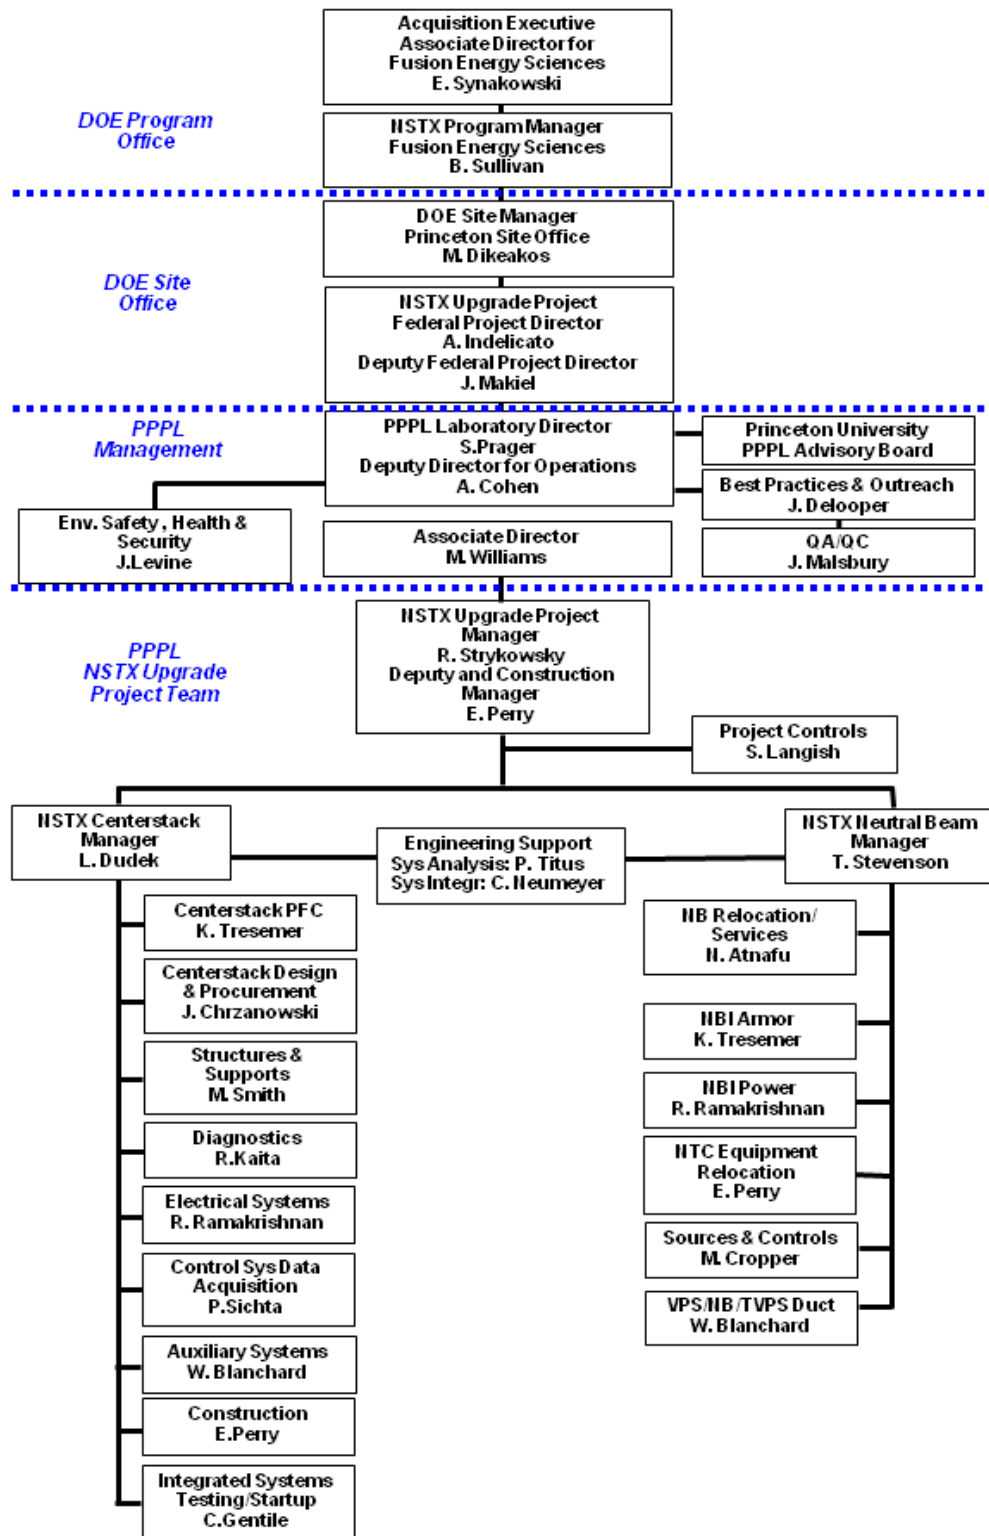 Acquisition Executive
Associate Director for
Fusion Energy Sciences
E. Synakowski
DOE Program
Office
NSTX Program Manager
Fusion Energy Sciences
B. Sullivan
DOE Site Manager
Princeton Site Office
M. Dikeakos
DOE Site
Office
NSTX Upgrade Project
Federal Project Director
A. Indelicato
Deputy Federal Project Director
J. Makiel
PPPL
Management
PPPL Laboratory Director
S.Prager
Deputy Director for Operations
A. Cohen
Princeton University
PPPL Advisory Board
Best Practices & Outreach
J. Delooper
Env. Safety , Health &
Security
J.Levine
Associate Director
M. Williams
QA/QC
J. Malsbury
PPPL
NSTX Upgrade
Project Team
NSTX Upgrade Project
Manager
R. Strykowsky
Deputy and Construction
Manager
E. Perry
Project Controls
S. Langish
NSTX Centerstack
Manager
L. Dudek
Engineering Support
Sys Analysis: P. Titus
Sys Integr: C. Neumeyer
NSTX Neutral Beam
Manager
T. Stevenson
Centerstack PFC
K. Tresemer
Centerstack Design
& Procurement
J. Chrzanowski
Structures &
Supports
M. Smith
Diagnostics
R.Kaita
Electrical Systems
R. Ramakrishnan
Control Sys Data
Acquisition
P.Sichta
Auxiliary Systems
W. Blanchard
Construction
E.Perry
Integrated Systems
Testing/Startup
C.Gentile
NB Relocation/
Services
N. Atnafu
NBI Armor
K. Tresemer
NBI Power
R. Ramakrishnan
NTC Equipment
Relocation
E. Perry
Sources & Controls
M. Cropper
VPS/NB/TVPS Duct
W. Blanchard